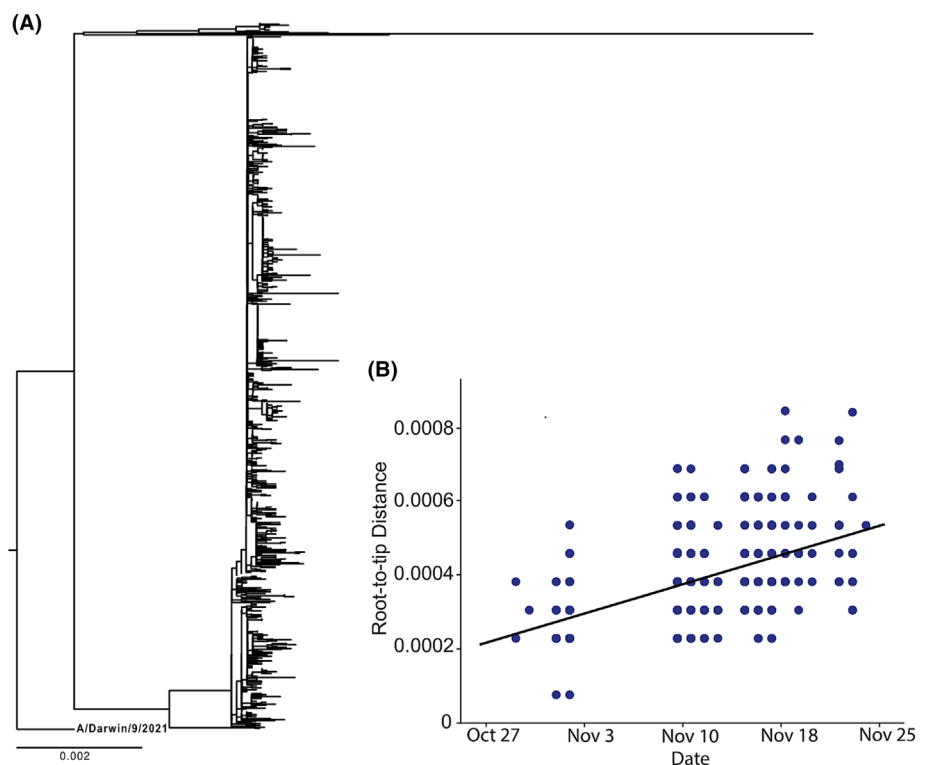 (A)
A/Darwin/9/2021
0.002
(B)
Root-to-tip Distance
0.0008
0.0006
0.0004
0.0002
0
Oct 27 Nov 3 Nov 10 Nov 18 Nov 25
Date